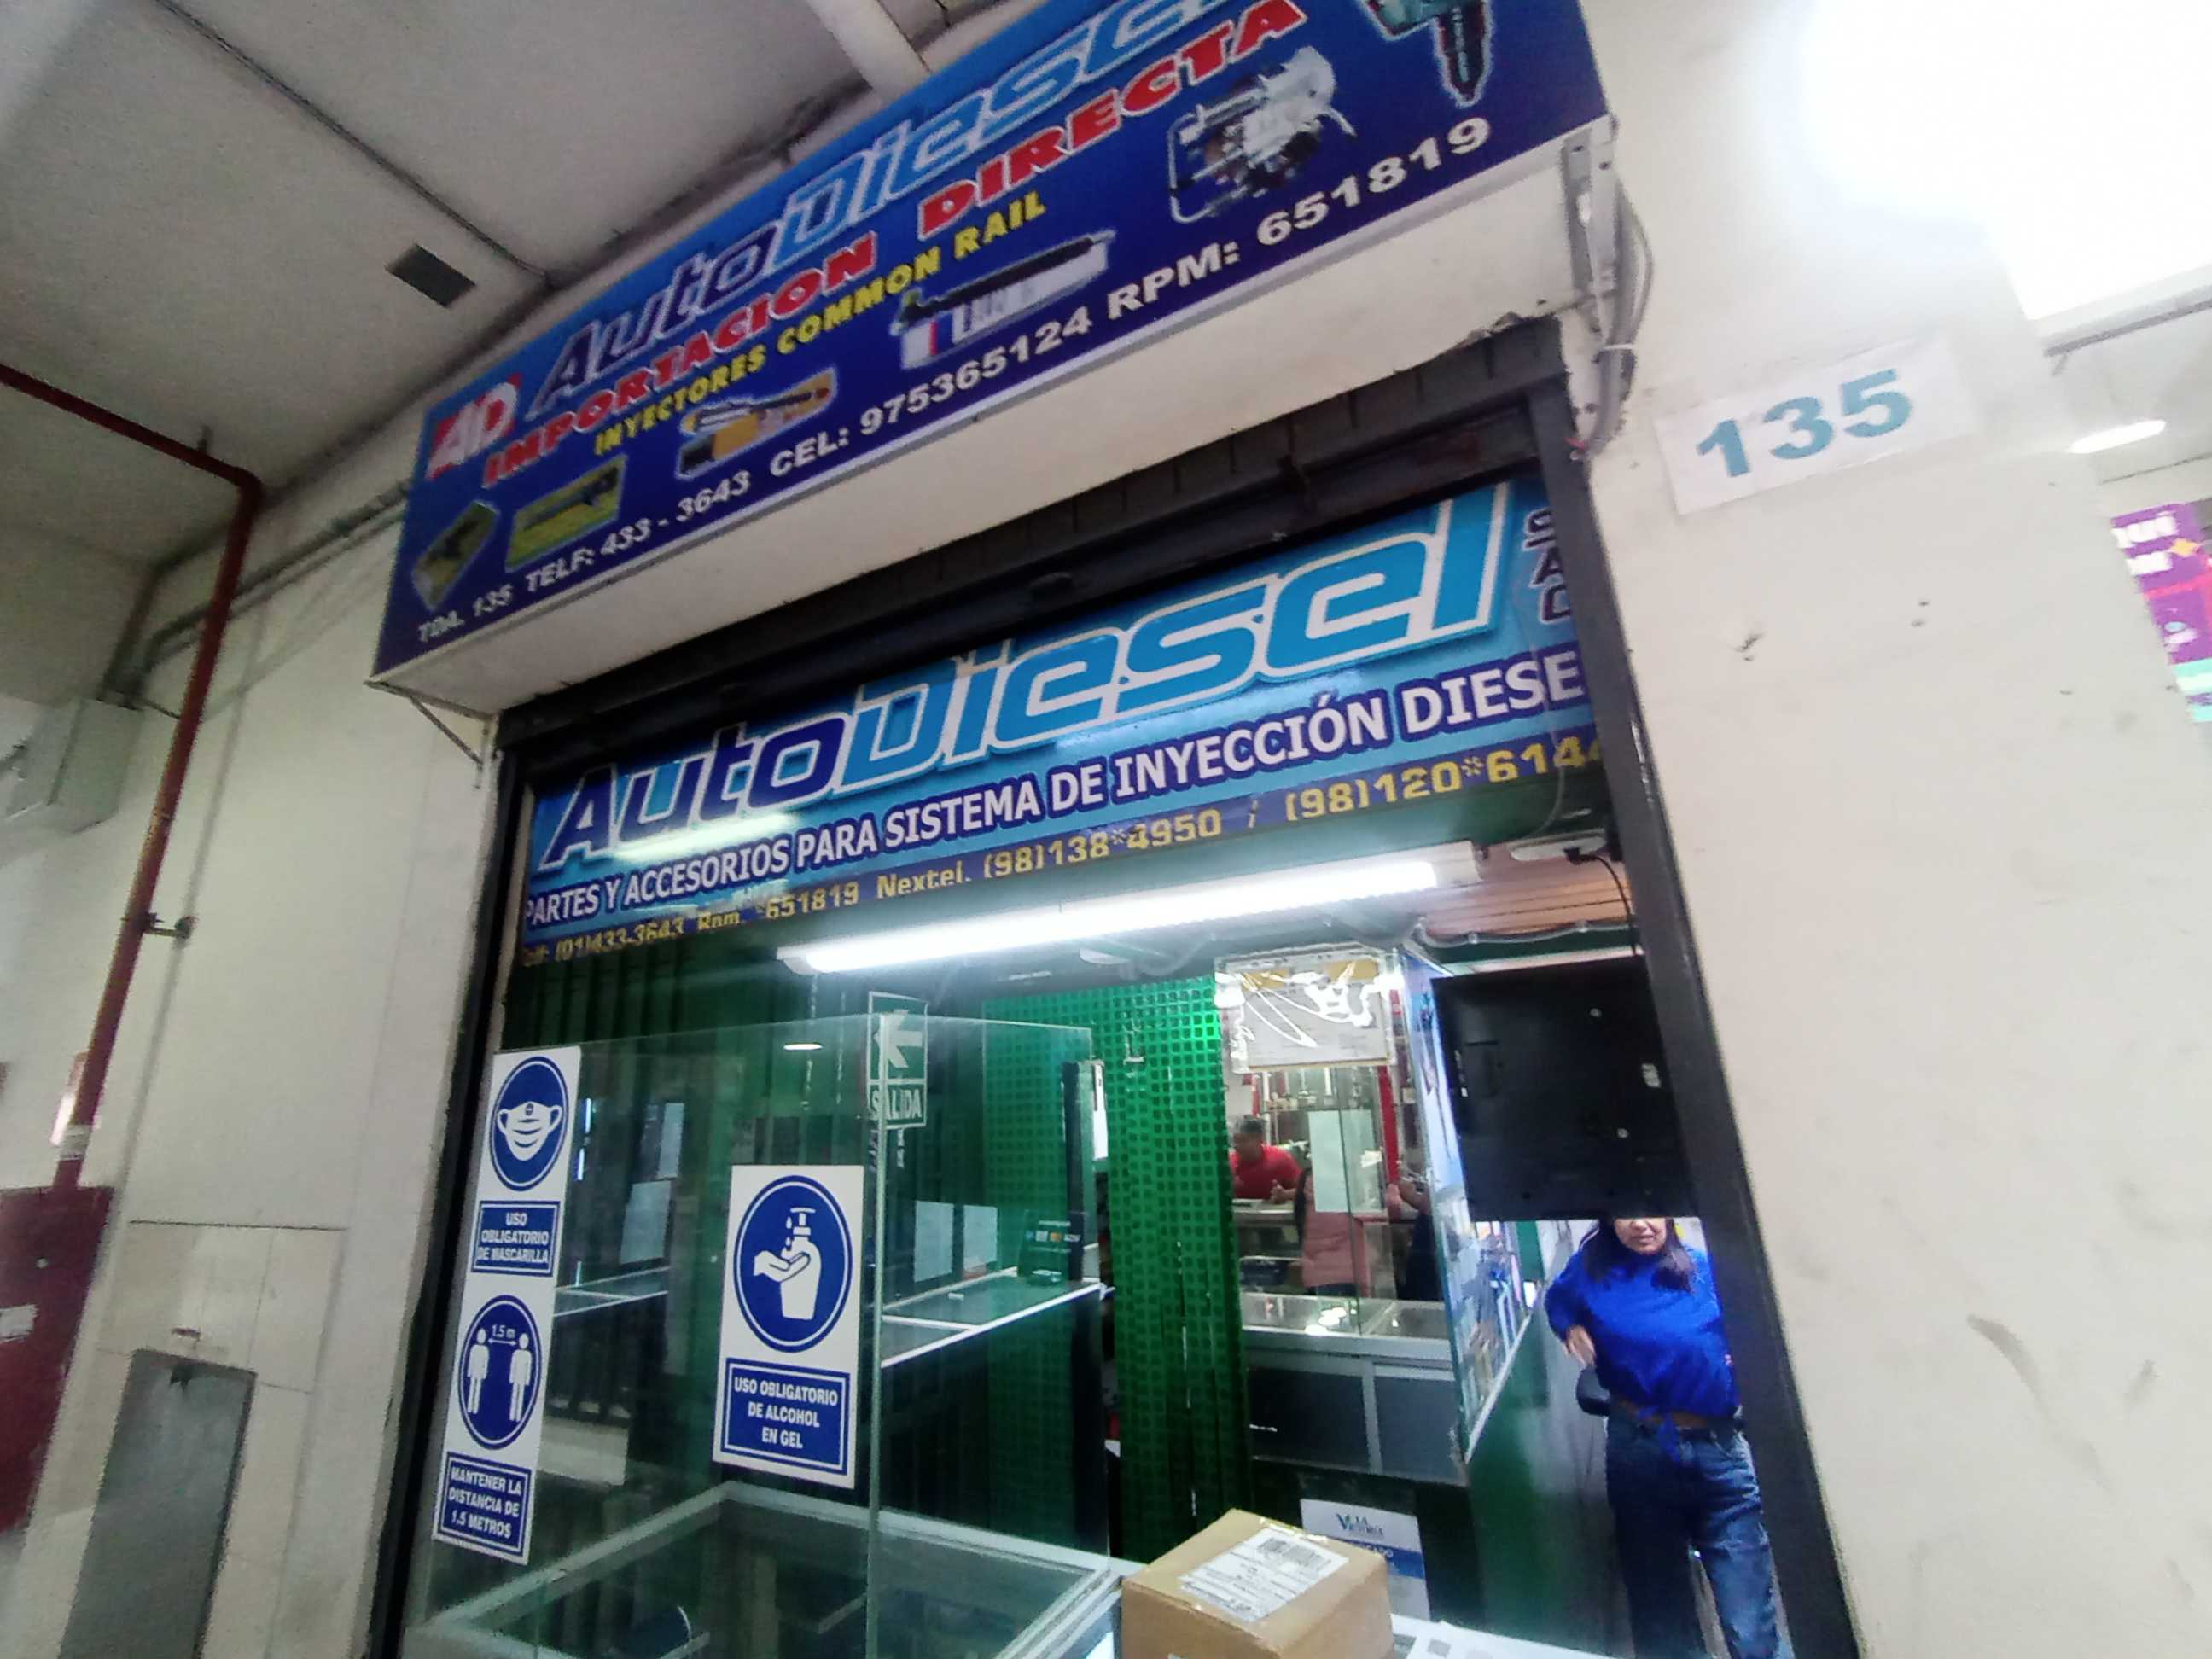 AutoDiesel
IMPORTACION DIRECTA
INYECTORES COMMON RAIL
TDA. 135 TELF: 433 - 3643 CEL: 975365124 RPM: 651819
135
AutoDiesel
SAC
PARTES Y ACCESORIOS PARA SISTEMA DE INYECCIÓN DIESE
Telf: (01)433-3643 Rpm. *651819 Nextel. (98)138*4950 / (98)120*614
SALIDA
USO
OBLIGATORIO
DE MASCARILLA
1.5 m
MANTENER LA
DISTANCIA DE
1.5 METROS
USO OBLIGATORIO
DE ALCOHOL
EN GEL
LA
VICTORIA